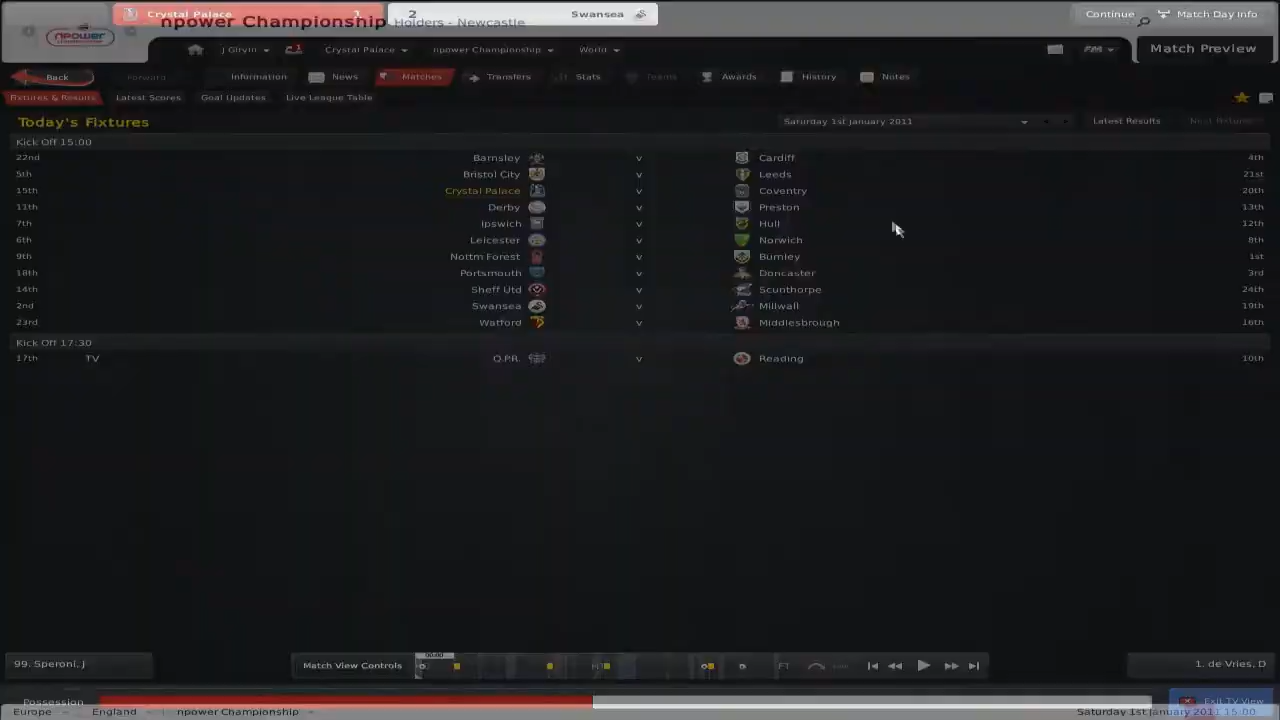 Crystal Palace 1 2 Swansea Continue Match Day Info
npower Championship Holders - Newcastle
J Girvin Crystal Palace npower Championship World FM Match Preview
Back Forward Information News Matches Transfers Stats Teams Awards History Notes
Fixtures & Results Latest Scores Goal Updates Live League Table
Today's Fixtures Saturday 1st January 2011 Latest Results Next Fixtures
Kick Off 15:00
22nd Barnsley v Cardiff 4th
5th Bristol City v Leeds 21st
15th Crystal Palace v Coventry 20th
11th Derby v Preston 13th
7th Ipswich v Hull 12th
6th Leicester v Norwich 8th
9th Nottm Forest v Burnley 1st
18th Portsmouth v Doncaster 3rd
14th Sheff Utd v Scunthorpe 24th
2nd Swansea v Millwall 19th
23rd Watford v Middlesbrough 16th
Kick Off 17:30
17th TV Q.P.R. v Reading 10th
00:00
99. Speroni, J Match View Controls HT FT 1. de Vries, D
Possession Exit TV View
Europe England npower Championship Saturday 1st January 2011 15:00